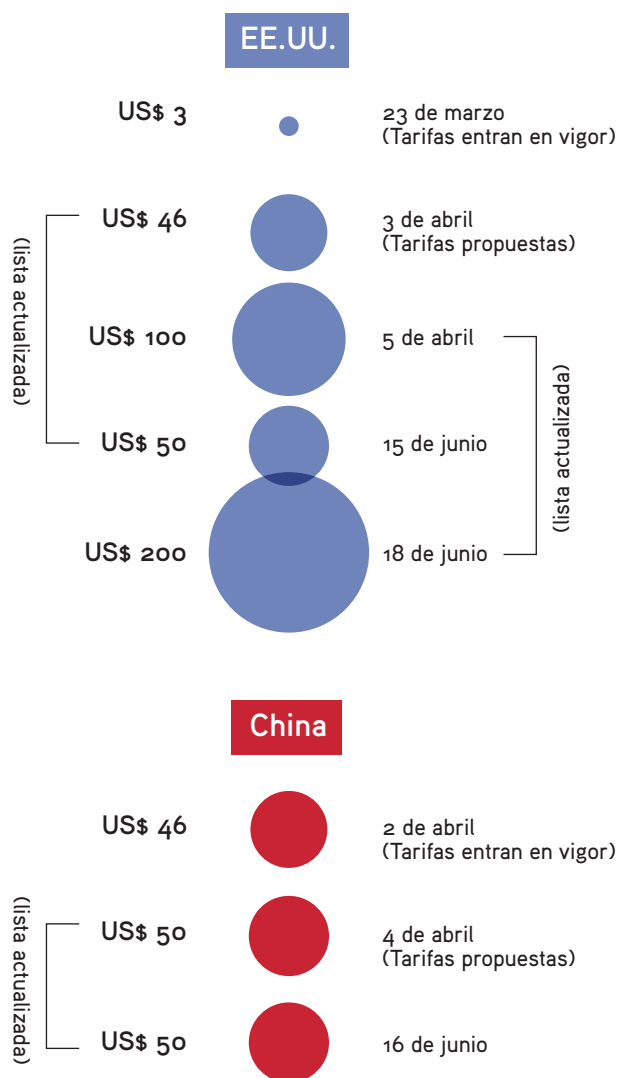 EE.UU.
US$ 3
23 de marzo
(Tarifas entran en vigor)
US$ 46
3 de abril
(Tarifas propuestas)
(lista actualizada)
US$ 100
5 de abril
(lista actualizada)
US$ 50
15 de junio
US$ 200
18 de junio
China
US$ 46
2 de abril
(Tarifas entran en vigor)
(lista actualizada)
US$ 50
4 de abril
(Tarifas propuestas)
US$ 50
16 de junio